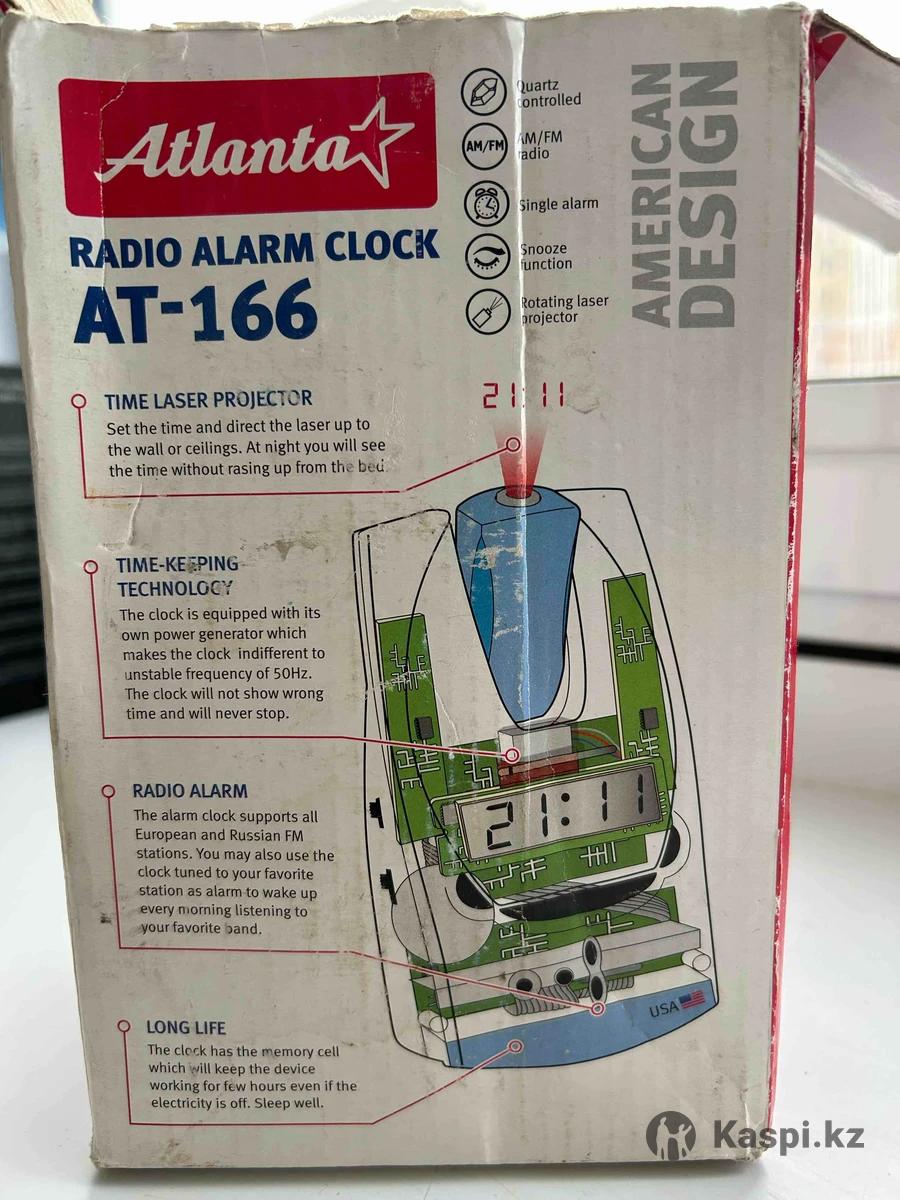 Atlanta
RADIO ALARM CLOCK
AT-166
Quartz
controlled
AM/FM
AM/FM
radio
Single alarm
Snooze
function
Rotating laser
projector
AMERICAN
DESIGN
21:11
TIME LASER PROJECTOR
Set the time and direct the laser up to
the wall or ceilings. At night you will see
the time without rasing up from the bed.
TIME-KEEPING
TECHNOLOGY
The clock is equipped with its
own power generator which
makes the clock indifferent to
unstable frequency of 50Hz.
The clock will not show wrong
time and will never stop.
21:11
RADIO ALARM
The alarm clock supports all
European and Russian FM
stations. You may also use the
clock tuned to your favorite
station as alarm to wake up
every morning listening to
your favorite band.
USA
LONG LIFE
The clock has the memory cell
which will keep the device
working for few hours even if the
electricity is off. Sleep well.
Kaspi.kz